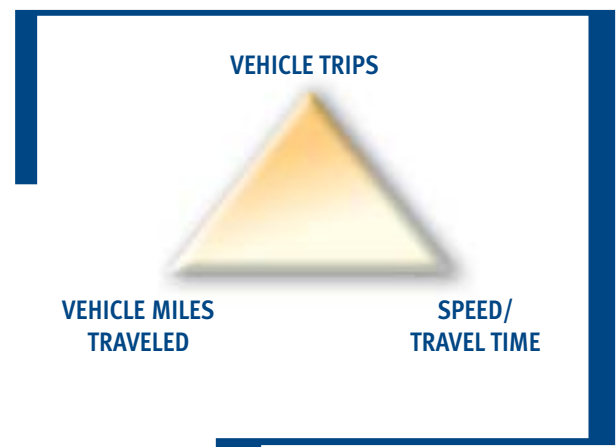 VEHICLE TRIPS
VEHICLE MILES
TRAVELED
SPEED/
TRAVEL TIME